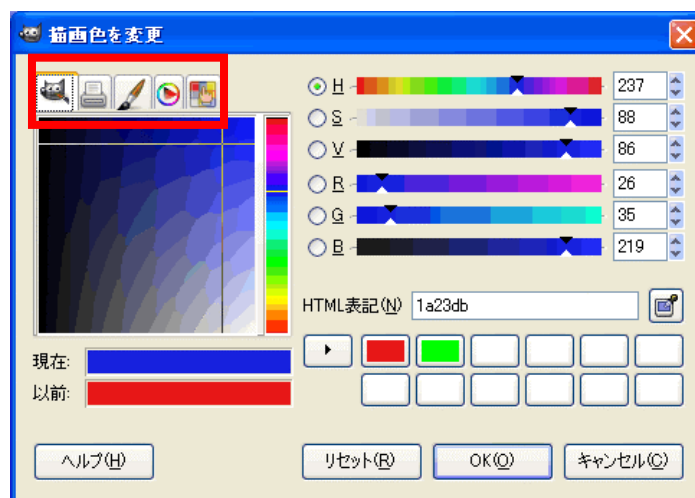 描画色を変更
H 237
S 88
V 86
R 26
G 35
B 219
HTML表記(N) 1a23db
現在:
以前:
ヘルプ(H) リセット(R) OK(O) キャンセル(C)